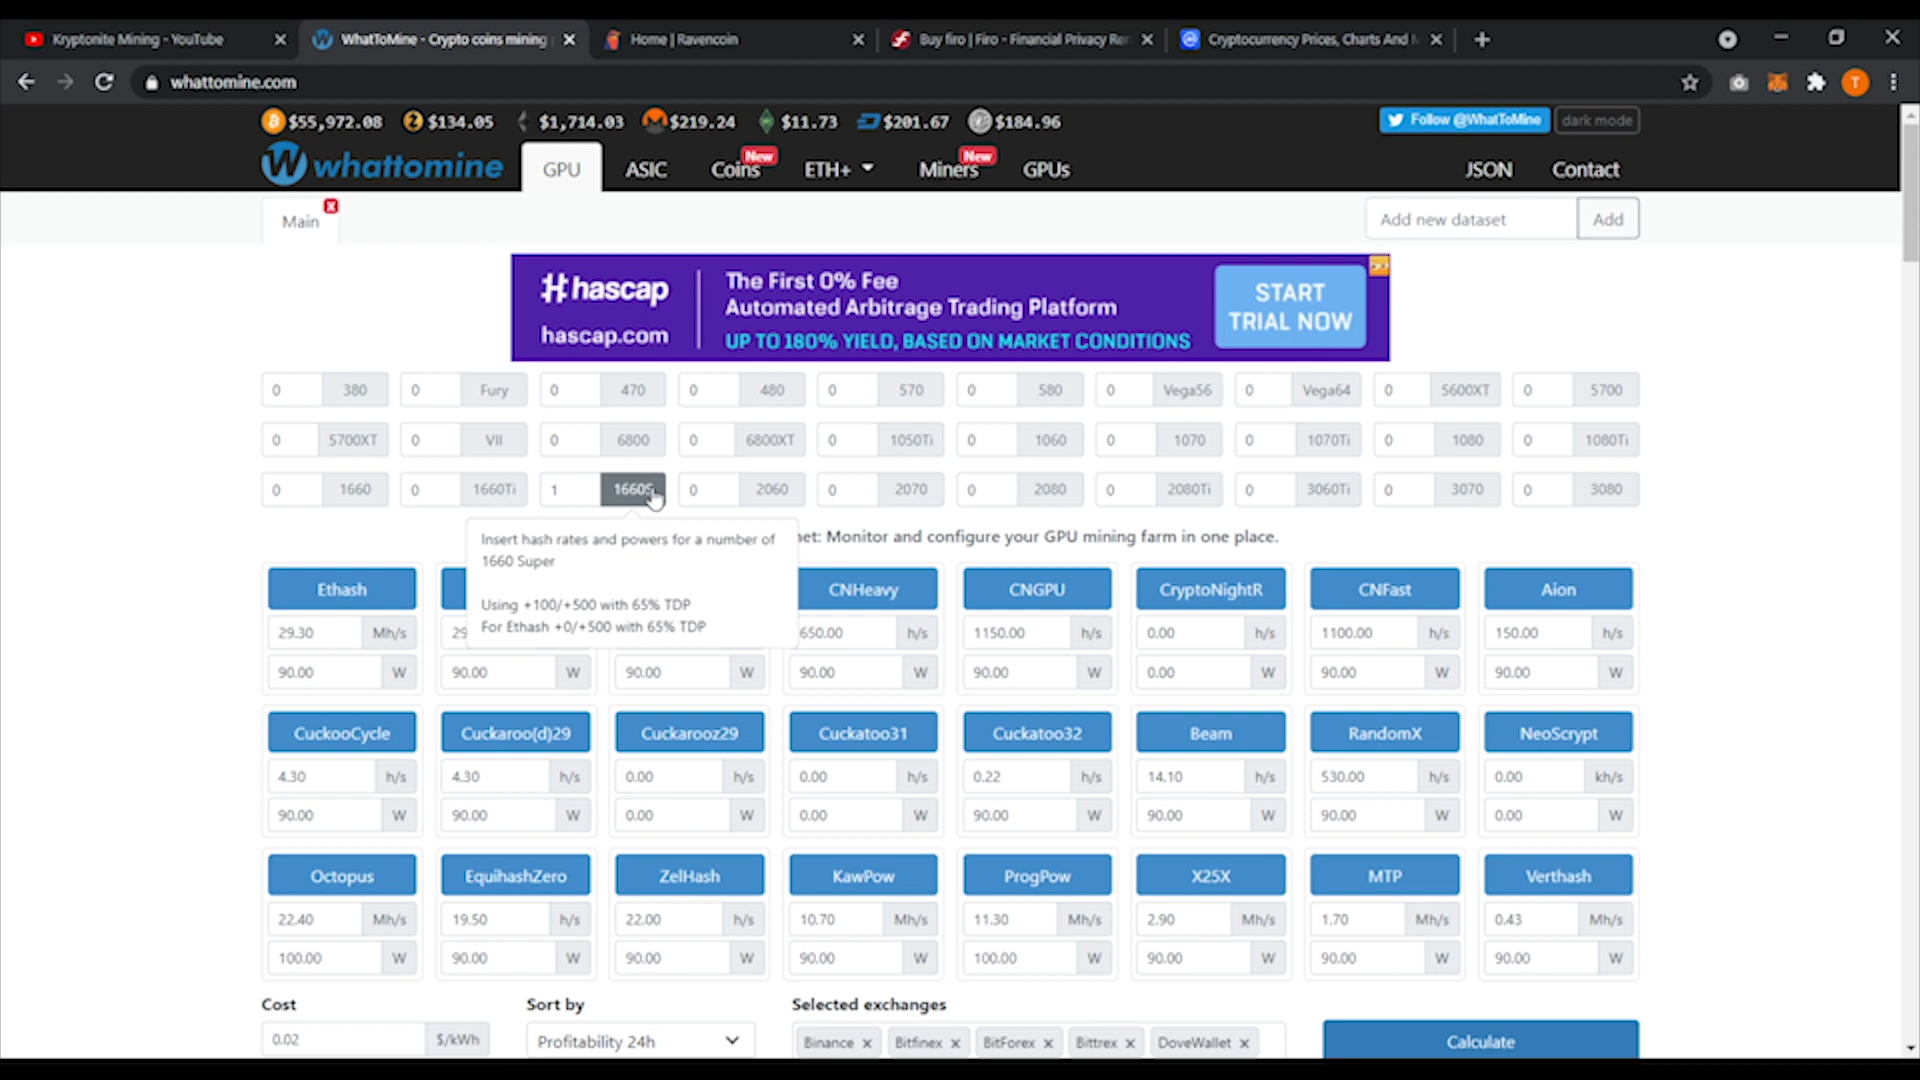 Kryptonite Mining - YouTube
WhatToMine - Crypto coins mining
Home | Ravencoin
Buy firo | Firo - Financial Privacy Re
Cryptocurrency Prices, Charts And
whattomine.com
T
$55,972.08 $134.05 $1,714.03 $219.24 $11.73 $201.67 $184.96
Follow @WhatToMine dark mode
whattomine GPU ASIC Coins New ETH+ Miners New GPUs JSON Contact
Main x Add new dataset Add
hascap
hascap.com
The First 0% Fee
Automated Arbitrage Trading Platform
UP TO 180% YIELD, BASED ON MARKET CONDITIONS
START
TRIAL NOW
0 380 0 Fury 0 470 0 480 0 570 0 580 0 Vega56 0 Vega64 0 5600XT 0 5700
0 5700XT 0 VII 0 6800 0 6800XT 0 1050Ti 0 1060 0 1070 0 1070Ti 0 1080 0 1080Ti
0 1660 0 1660Ti 1 1660S 0 2060 0 2070 0 2080 0 2080Ti 0 3060Ti 0 3070 0 3080
net: Monitor and configure your GPU mining farm in one place.
Insert hash rates and powers for a number of
1660 Super
Using +100/+500 with 65% TDP
For Ethash +0/+500 with 65% TDP
Ethash CNHeavy CNGPU CryptoNightR CNFast Aion
29.30 Mh/s 29 650.00 h/s 1150.00 h/s 0.00 h/s 1100.00 h/s 150.00 h/s
90.00 W 90.00 W 90.00 W 90.00 W 90.00 W 0.00 W 90.00 W 90.00 W
CuckooCycle Cuckaroo(d)29 Cuckarooz29 Cuckatoo31 Cuckatoo32 Beam RandomX NeoScrypt
4.30 h/s 4.30 h/s 0.00 h/s 0.00 h/s 0.22 h/s 14.10 h/s 530.00 h/s 0.00 kh/s
90.00 W 90.00 W 0.00 W 0.00 W 90.00 W 90.00 W 90.00 W 0.00 W
Octopus EquihashZero ZelHash KawPow ProgPow X25X MTP Verthash
22.40 Mh/s 19.50 h/s 22.00 h/s 10.70 Mh/s 11.30 Mh/s 2.90 Mh/s 1.70 Mh/s 0.43 Mh/s
100.00 W 90.00 W 90.00 W 90.00 W 100.00 W 90.00 W 90.00 W 90.00 W
Cost Sort by Selected exchanges
0.02 $/kWh Profitability 24h Binance × Bitfinex × BitForex × Bittrex × DoveWallet × Calculate